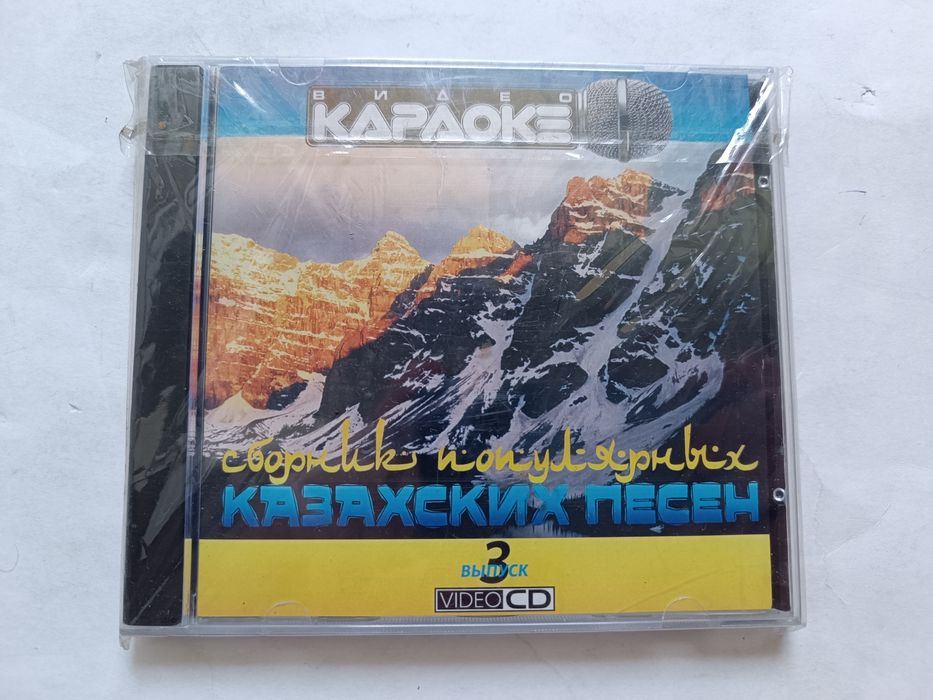 ВИДЕО
КАРАОКЕ
сборник популярных
КАЗАХСКИХ ПЕСЕН
3
ВЫПУСК
VIDEO CD